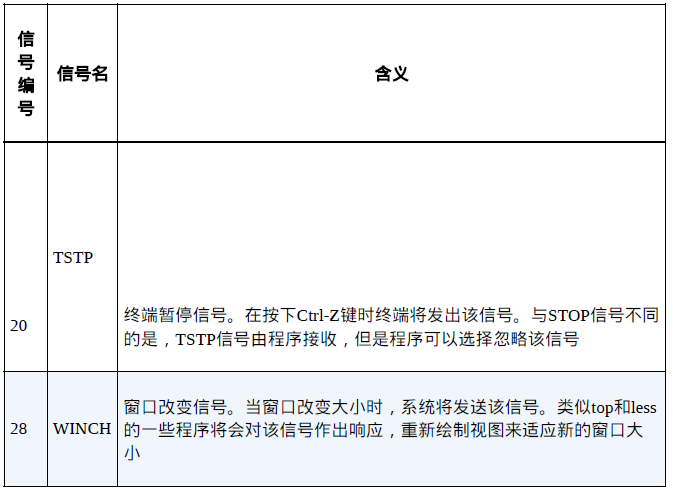 信
号
编
号
信号名
含义
20
TSTP
终端暂停信号。在按下Ctrl-Z键时终端将发出该信号。与STOP信号不同
的是，TSTP信号由程序接收，但是程序可以选择忽略该信号
28
WINCH
窗口改变信号。当窗口改变大小时，系统将发送该信号。类似top和less
的一些程序将会对该信号作出响应，重新绘制视图来适应新的窗口大
小